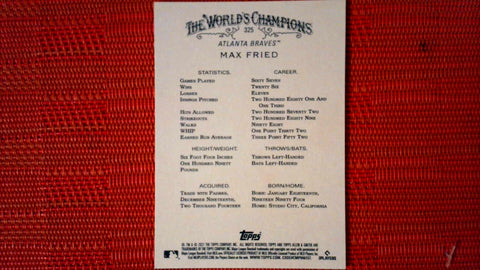 THE WORLD'S CHAMPIONS
325
ATLANTA BRAVES™
MAX FRIED
STATISTICS. CAREER.
GAMES PLAYED SIXTY SEVEN
WINS TWENTY SIX
LOSSES ELEVEN
INNINGS PITCHED TWO HUNDRED EIGHTY ONE AND
ONE THIRD
HITS ALLOWED TWO HUNDRED SEVENTY TWO
STRIKEOUTS TWO HUNDRED EIGHTY NINE
WALKS NINETY EIGHT
WHIP ONE POINT THIRTY TWO
EARNED RUN AVERAGE THREE POINT FIFTY TWO
HEIGHT/WEIGHT. THROWS/BATS.
SIX FOOT FOUR INCHES THROWS LEFT-HANDED
ONE HUNDRED NINETY BATS LEFT-HANDED
POUNDS
ACQUIRED. BORN/HOME.
TRADE WITH PADRES, BORN: JANUARY EIGHTEENTH,
DECEMBER NINETEENTH, NINETEEN NINETY FOUR
TWO THOUSAND FOURTEEN HOME: STUDIO CITY, CALIFORNIA
Topps
PLAYERS